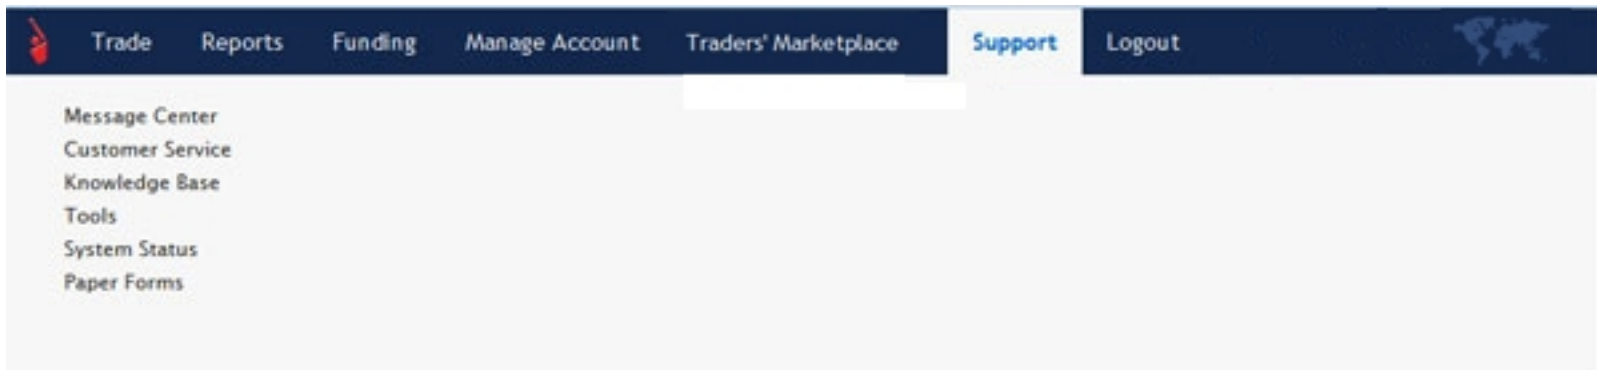 Trade Reports Funding Manage Account Traders' Marketplace Support Logout
Message Center
Customer Service
Knowledge Base
Tools
System Status
Paper Forms